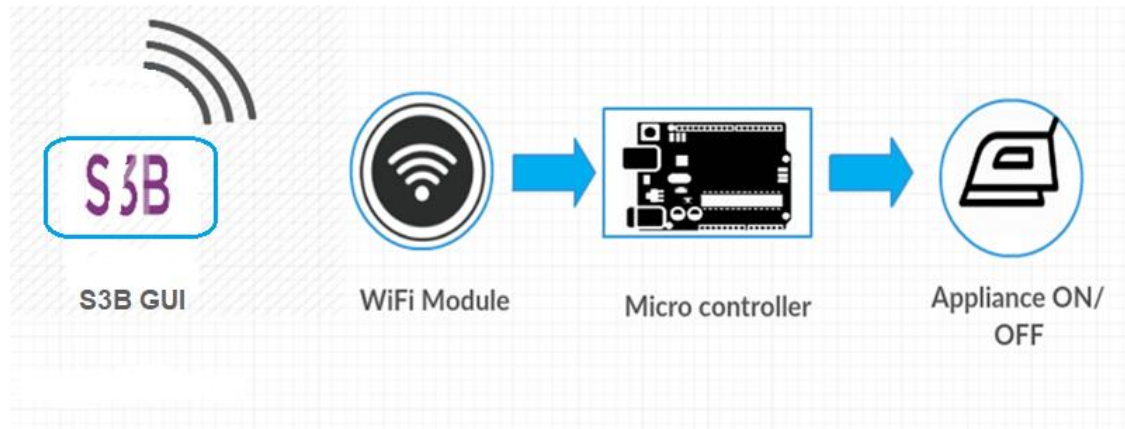 S3B
S3B GUI
WiFi Module
Micro controller
Appliance ON/
OFF